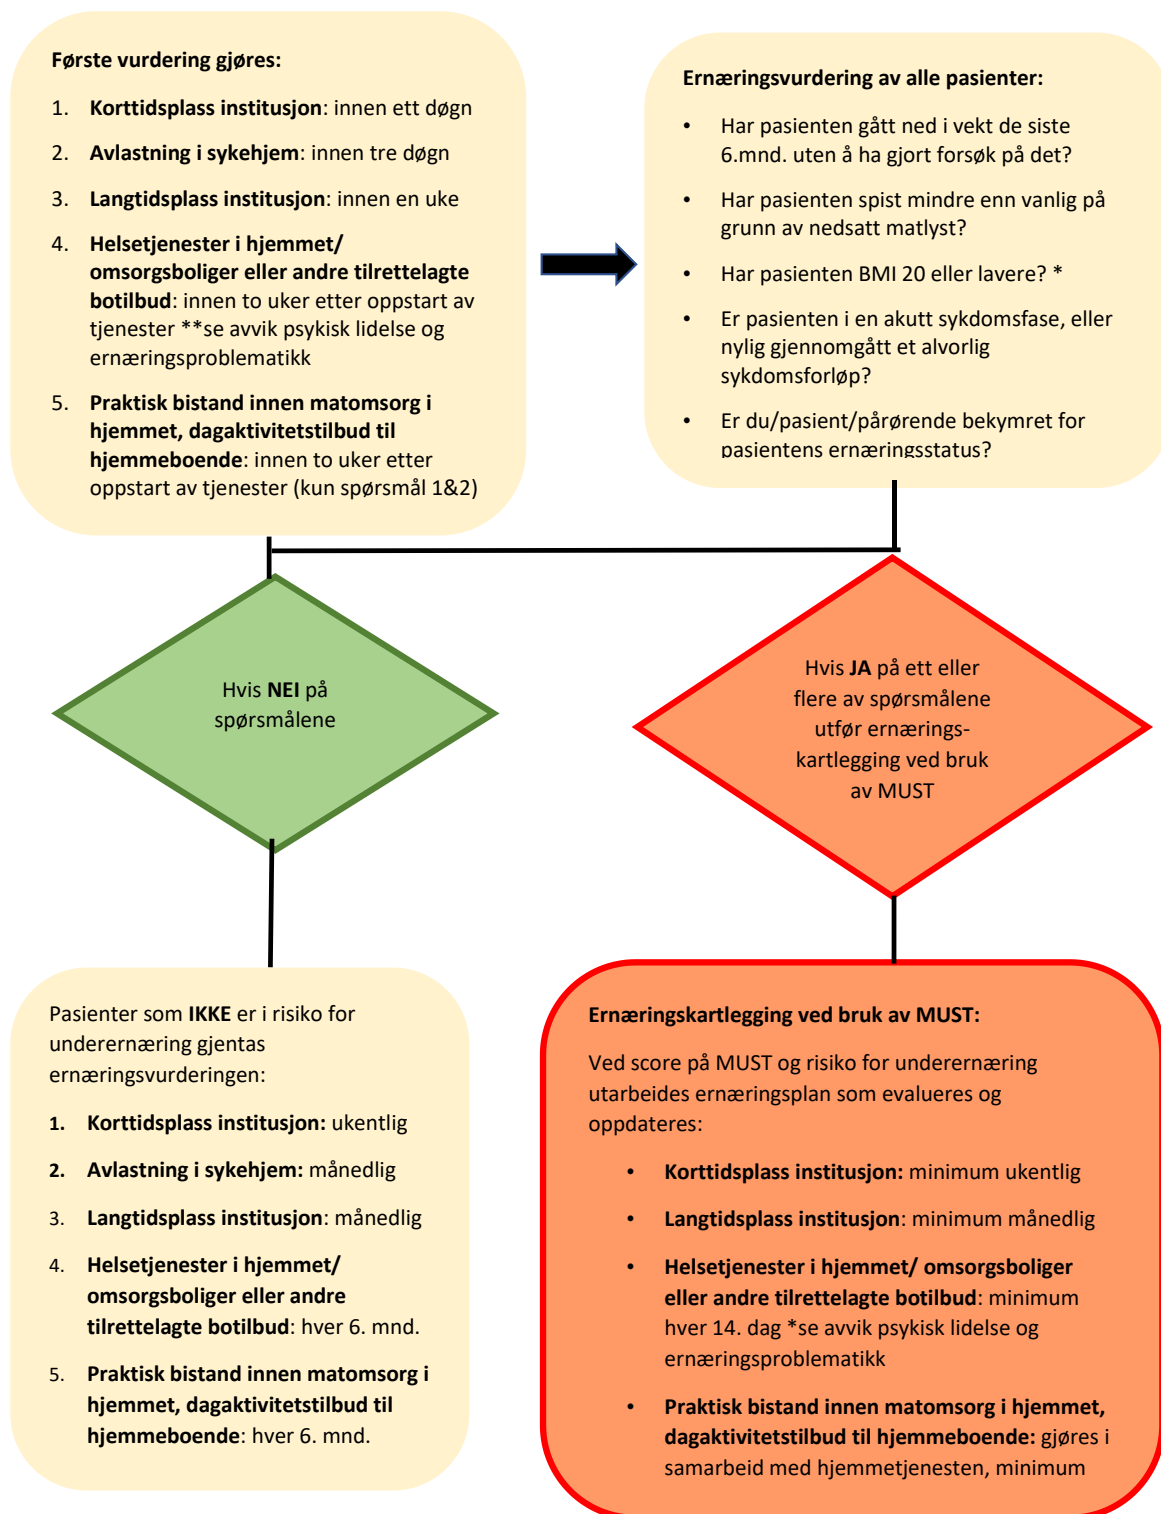 Første vurdering gjøres:
1. Korttidsplass institusjon: innen ett døgn
2. Avlastning i sykehjem: innen tre døgn
3. Langtidsplass institusjon: innen en uke
4. Helsetjenester i hjemmet/
omsorgsboliger eller andre tilrettelagte
botilbud: innen to uker etter oppstart av
tjenester **se avvik psykisk lidelse og
ernæringsproblematikk
5. Praktisk bistand innen matomsorg i
hjemmet, dagaktivitetstilbud til
hjemmeboende: innen to uker etter
oppstart av tjenester (kun spørsmål 1&2)
Ernæringsvurdering av alle pasienter:
• Har pasienten gått ned i vekt de siste
6.mnd. uten å ha gjort forsøk på det?
• Har pasienten spist mindre enn vanlig på
grunn av nedsatt matlyst?
• Har pasienten BMI 20 eller lavere? *
• Er pasienten i en akutt sykdomsfase, eller
nylig gjennomgått et alvorlig
sykdomsforløp?
• Er du/pasient/pårørende bekymret for
pasientens ernæringsstatus?
Hvis NEI på
spørsmålene
Hvis JA på ett eller
flere av spørsmålene
utfør ernærings-
kartlegging ved bruk
av MUST
Pasienter som IKKE er i risiko for
underernæring gjentas
ernæringsvurderingen:
1. Korttidsplass institusjon: ukentlig
2. Avlastning i sykehjem: månedlig
3. Langtidsplass institusjon: månedlig
4. Helsetjenester i hjemmet/
omsorgsboliger eller andre
tilrettelagte botilbud: hver 6. mnd.
5. Praktisk bistand innen matomsorg i
hjemmet, dagaktivitetstilbud til
hjemmeboende: hver 6. mnd.
Ernæringskartlegging ved bruk av MUST:
Ved score på MUST og risiko for underernæring
utarbeides ernæringsplan som evalueres og
oppdateres:
• Korttidsplass institusjon: minimum ukentlig
• Langtidsplass institusjon: minimum månedlig
• Helsetjenester i hjemmet/ omsorgsboliger
eller andre tilrettelagte botilbud: minimum
hver 14. dag *se avvik psykisk lidelse og
ernæringsproblematikk
• Praktisk bistand innen matomsorg i hjemmet,
dagaktivitetstilbud til hjemmeboende: gjøres i
samarbeid med hjemmetjenesten, minimum